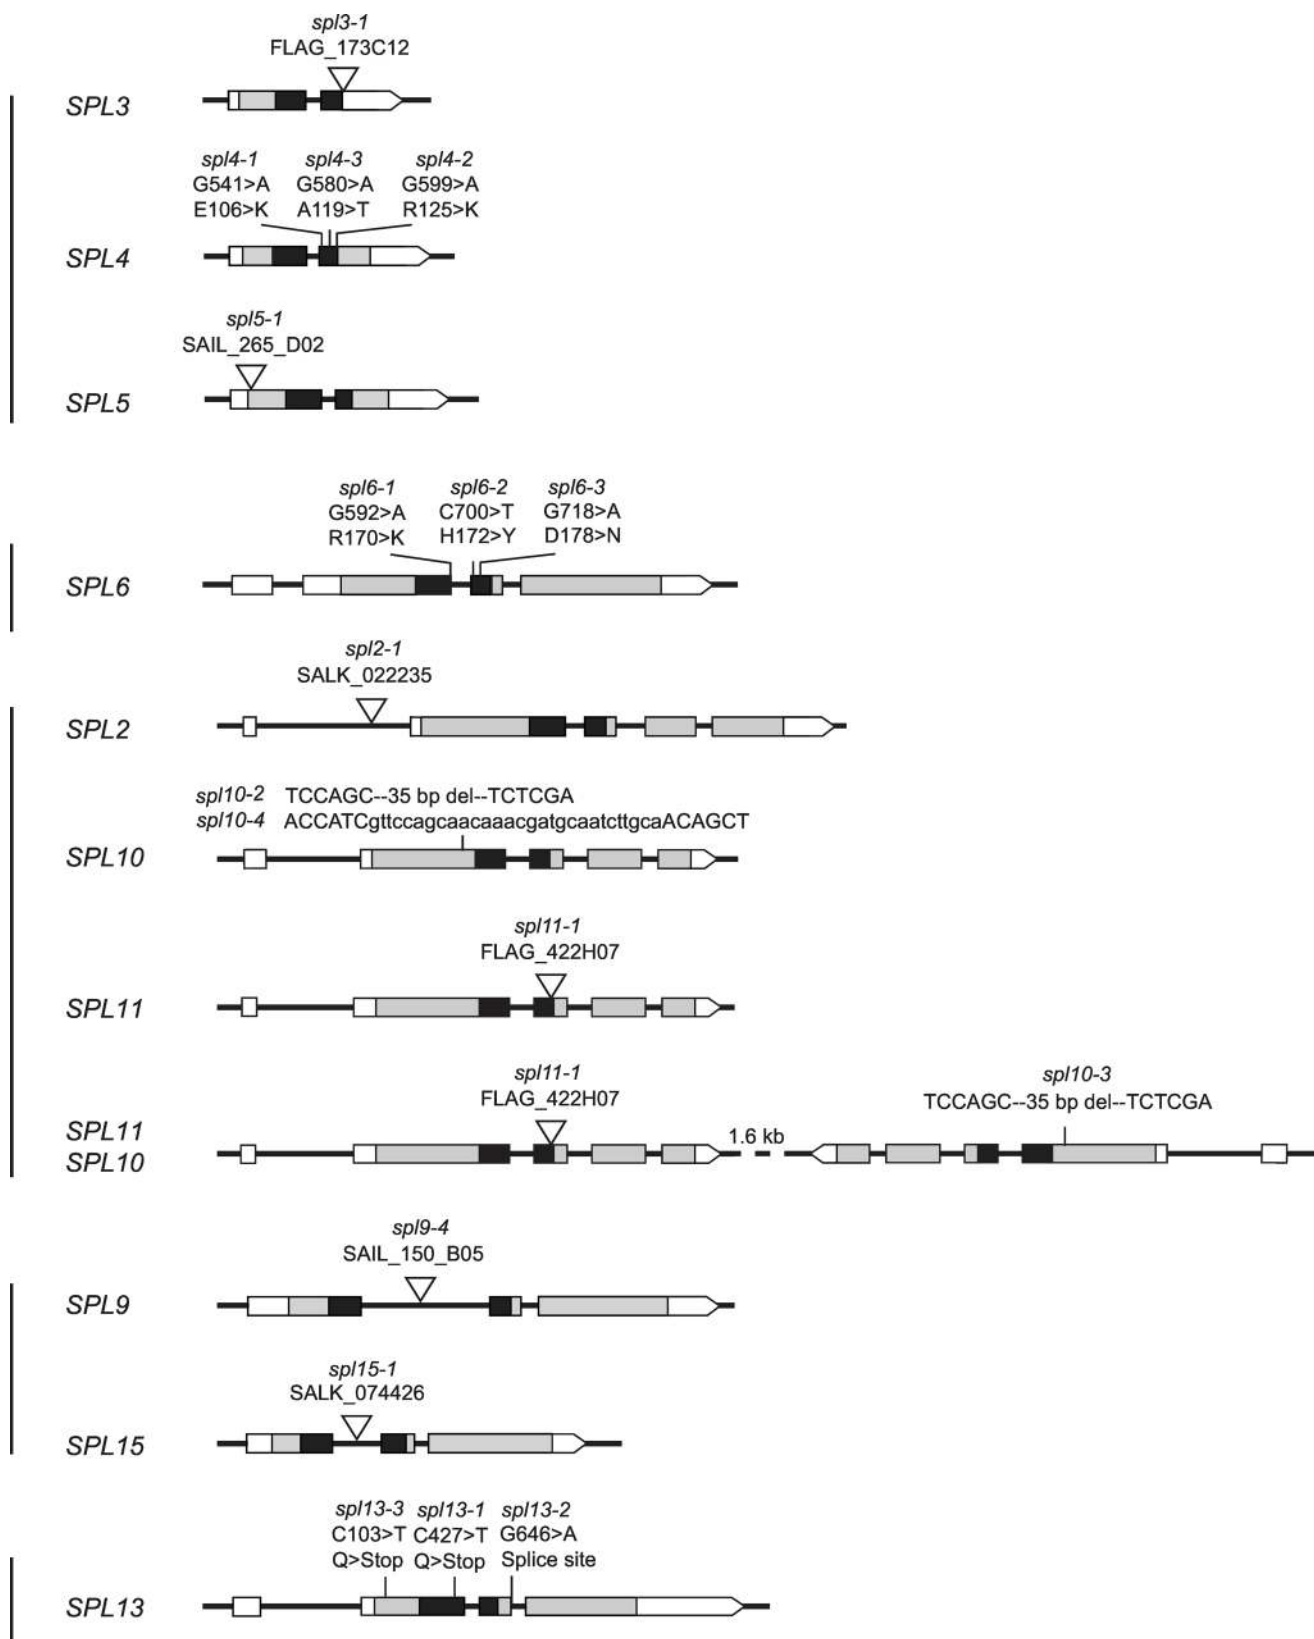 spl3-1
FLAG_173C12
SPL3
spl4-1 spl4-3 spl4-2
G541>A G580>A G599>A
E106>K A119>T R125>K
SPL4
spl5-1
SAIL_265_D02
SPL5
spl6-1 spl6-2 spl6-3
G592>A C700>T G718>A
R170>K H172>Y D178>N
SPL6
spl2-1
SALK_022235
SPL2
spl10-2 TCCAGC--35 bp del--TCTCGA
spl10-4 ACCATCgttccagcaacaaacgatgcaatcttgcaACAGCT
SPL10
spl11-1
FLAG_422H07
SPL11
spl11-1 spl10-3
FLAG_422H07 TCCAGC--35 bp del--TCTCGA
SPL11 1.6 kb
SPL10
spl9-4
SAIL_150_B05
SPL9
spl15-1
SALK_074426
SPL15
spl13-3 spl13-1 spl13-2
C103>T C427>T G646>A
Q>Stop Q>Stop Splice site
SPL13